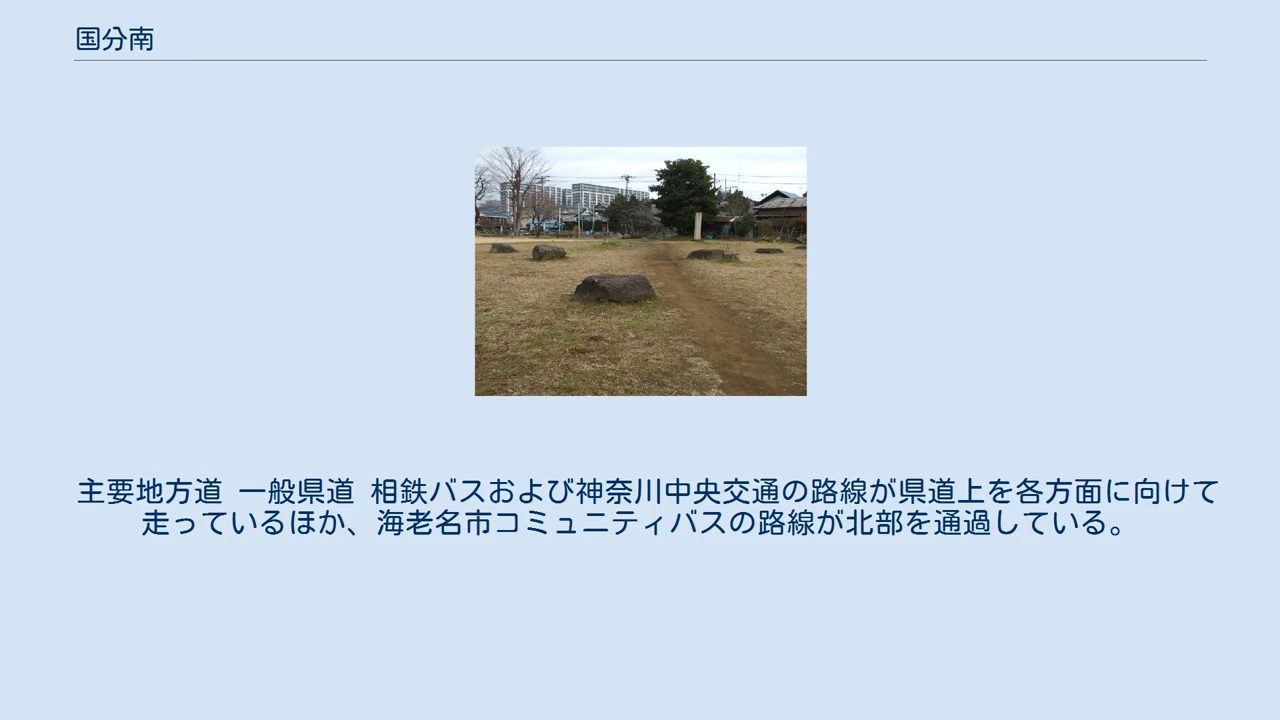 国分南
主要地方道 一般県道 相鉄バスおよび神奈川中央交通の路線が県道上を各方面に向けて
走っているほか、海老名市コミュニティバスの路線が北部を通過している。